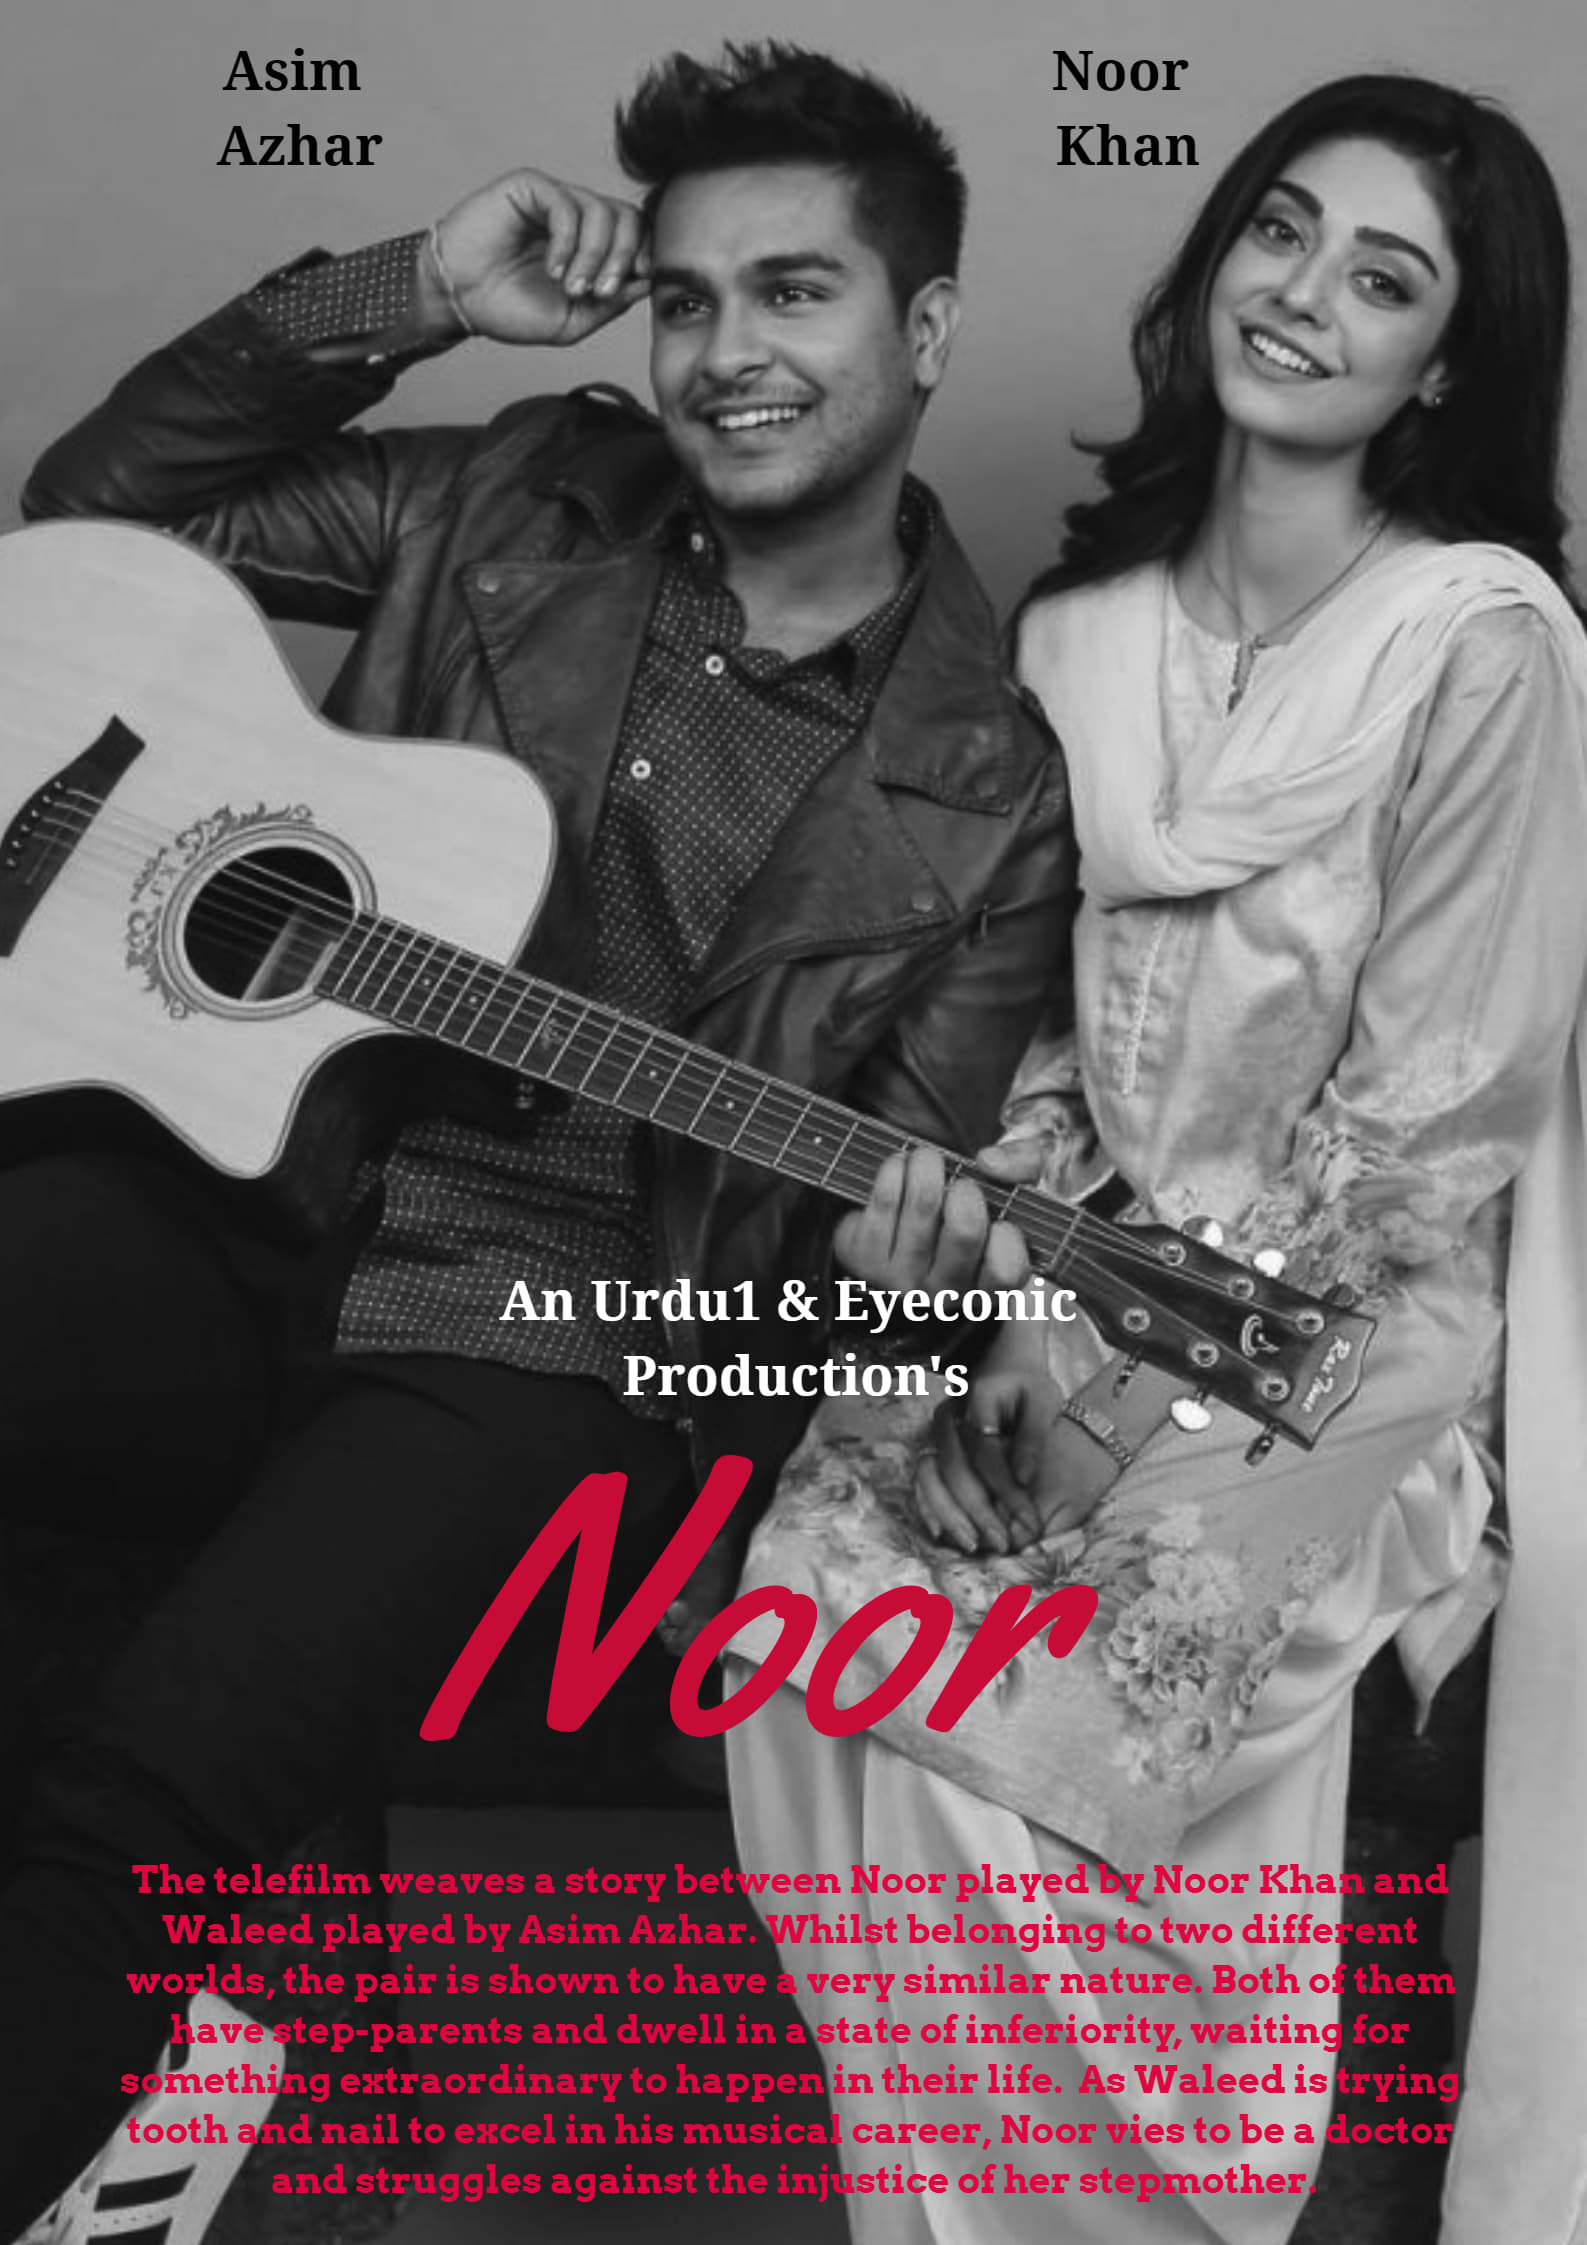 Asim
Azhar
Noor
Khan
An Urdu1 & Eyeconic
Production's
Noor
The telefilm weaves a story between Noor played by Noor Khan and
Waleed played by Asim Azhar. Whilst belonging to two different
worlds, the pair is shown to have a very similar nature. Both of them
have step-parents and dwell in a state of inferiority, waiting for
something extraordinary to happen in their life. As Waleed is trying
tooth and nail to excel in his musical career, Noor vies to be a doctor
and struggles against the injustice of her stepmother.